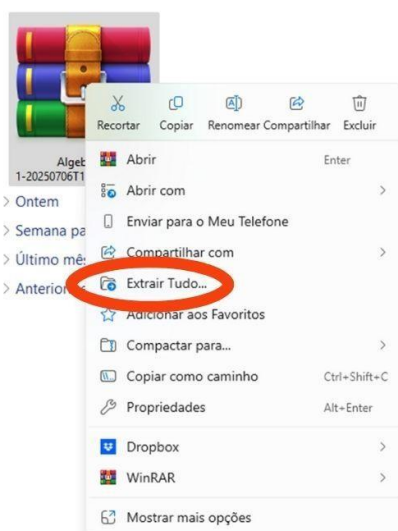 Recortar Copiar Renomear Compartilhar Excluir
Algeb
1-20250706T1
Abrir Enter
Abrir com
> Ontem
Enviar para o Meu Telefone
> Semana pa
Compartilhar com
> Último mês
Extrair Tudo...
> Anterior
Adicionar aos Favoritos
Compactar para...
Copiar como caminho Ctrl+Shift+C
Propriedades Alt+Enter
Dropbox
WinRAR
Mostrar mais opções